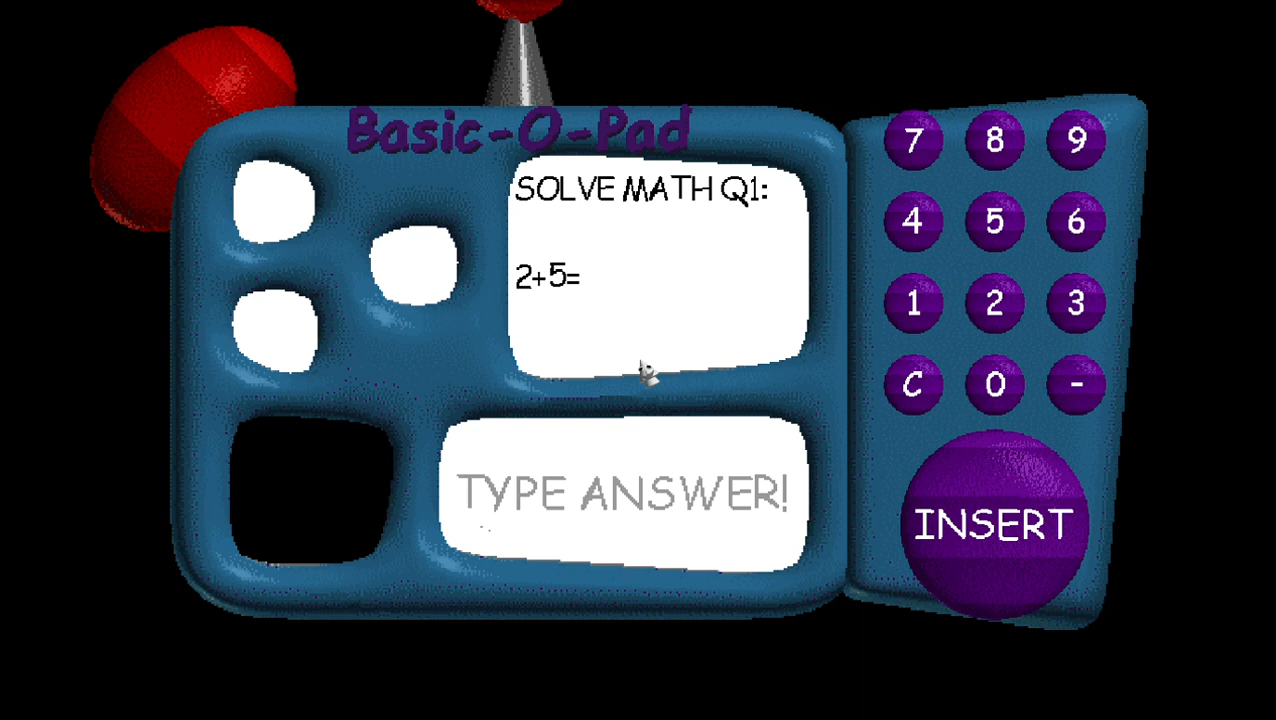 Basic-O-Pad
SOLVE MATH Q1:
2+5=
TYPE ANSWER!
7 8 9
4 5 6
1 2 3
C 0 -
INSERT